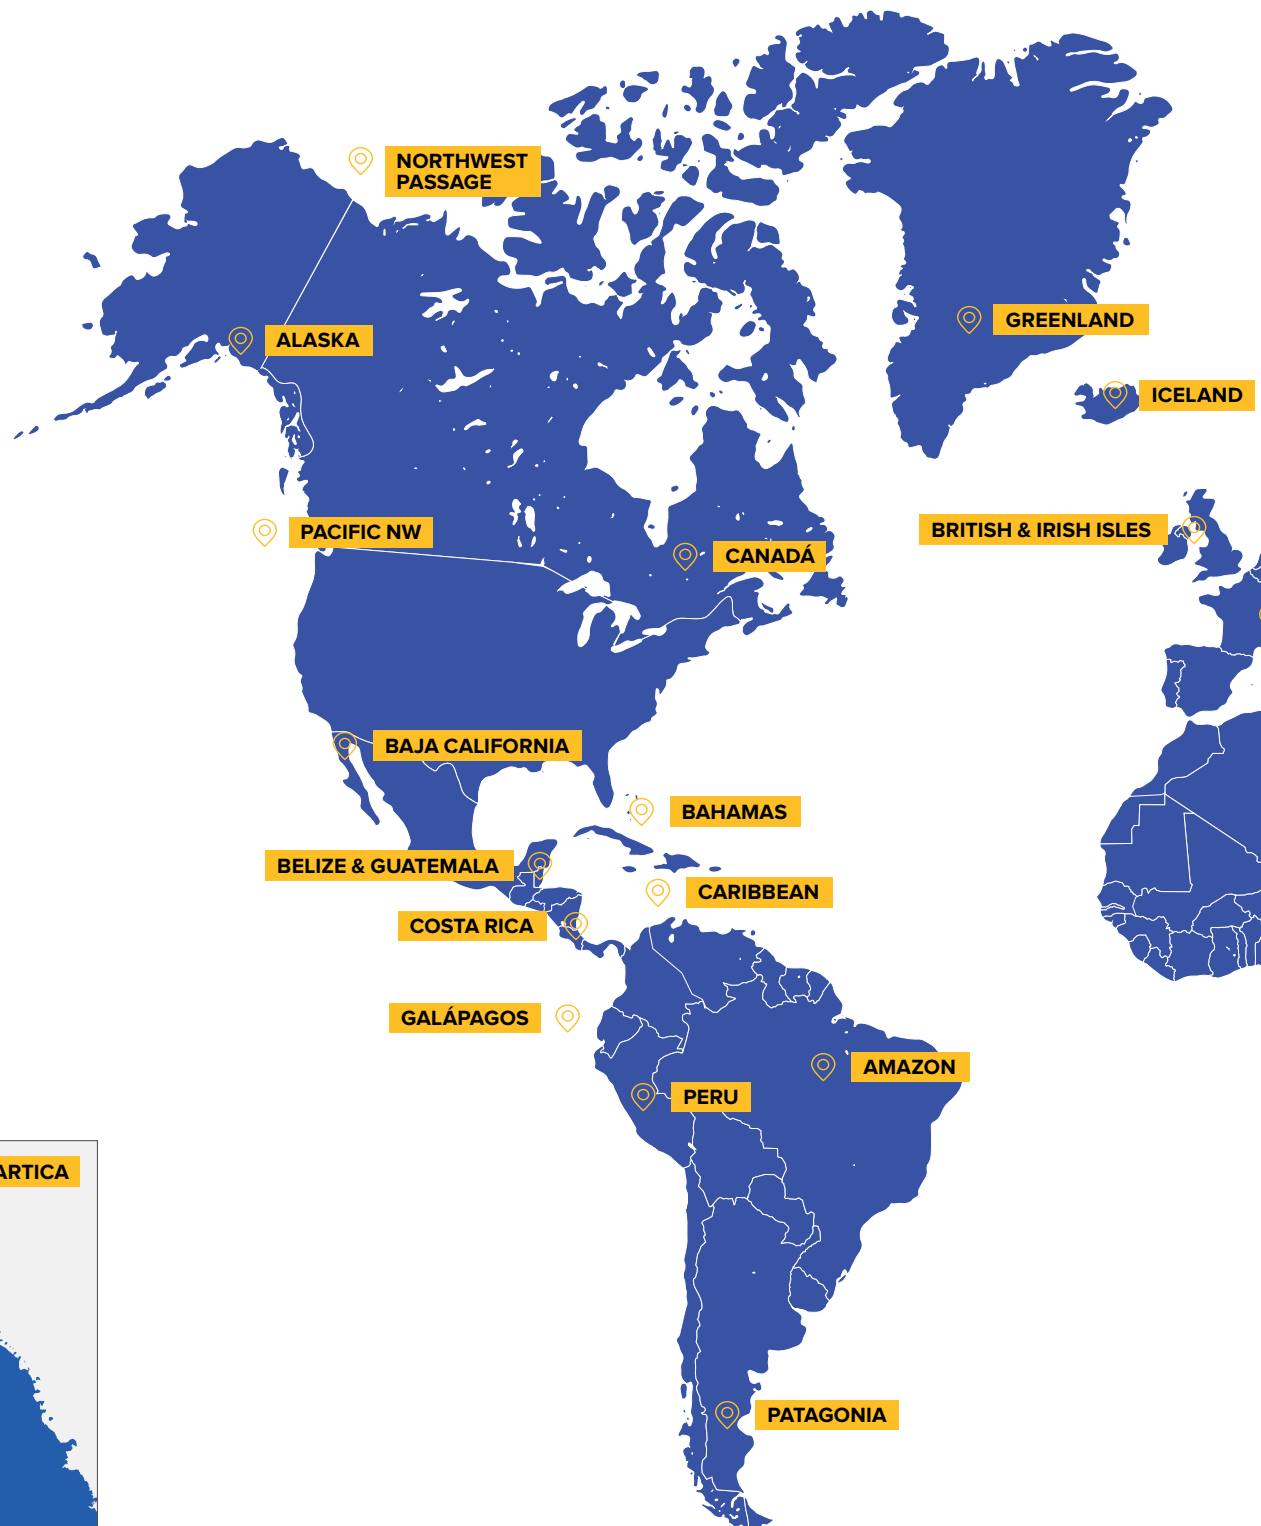 NORTHWEST
PASSAGE
GREENLAND
ALASKA
ICELAND
BRITISH & IRISH ISLES
PACIFIC NW
CANADÁ
BAJA CALIFORNIA
BAHAMAS
BELIZE & GUATEMALA
CARIBBEAN
COSTA RICA
GALÁPAGOS
AMAZON
PERU
ARTICA
PATAGONIA